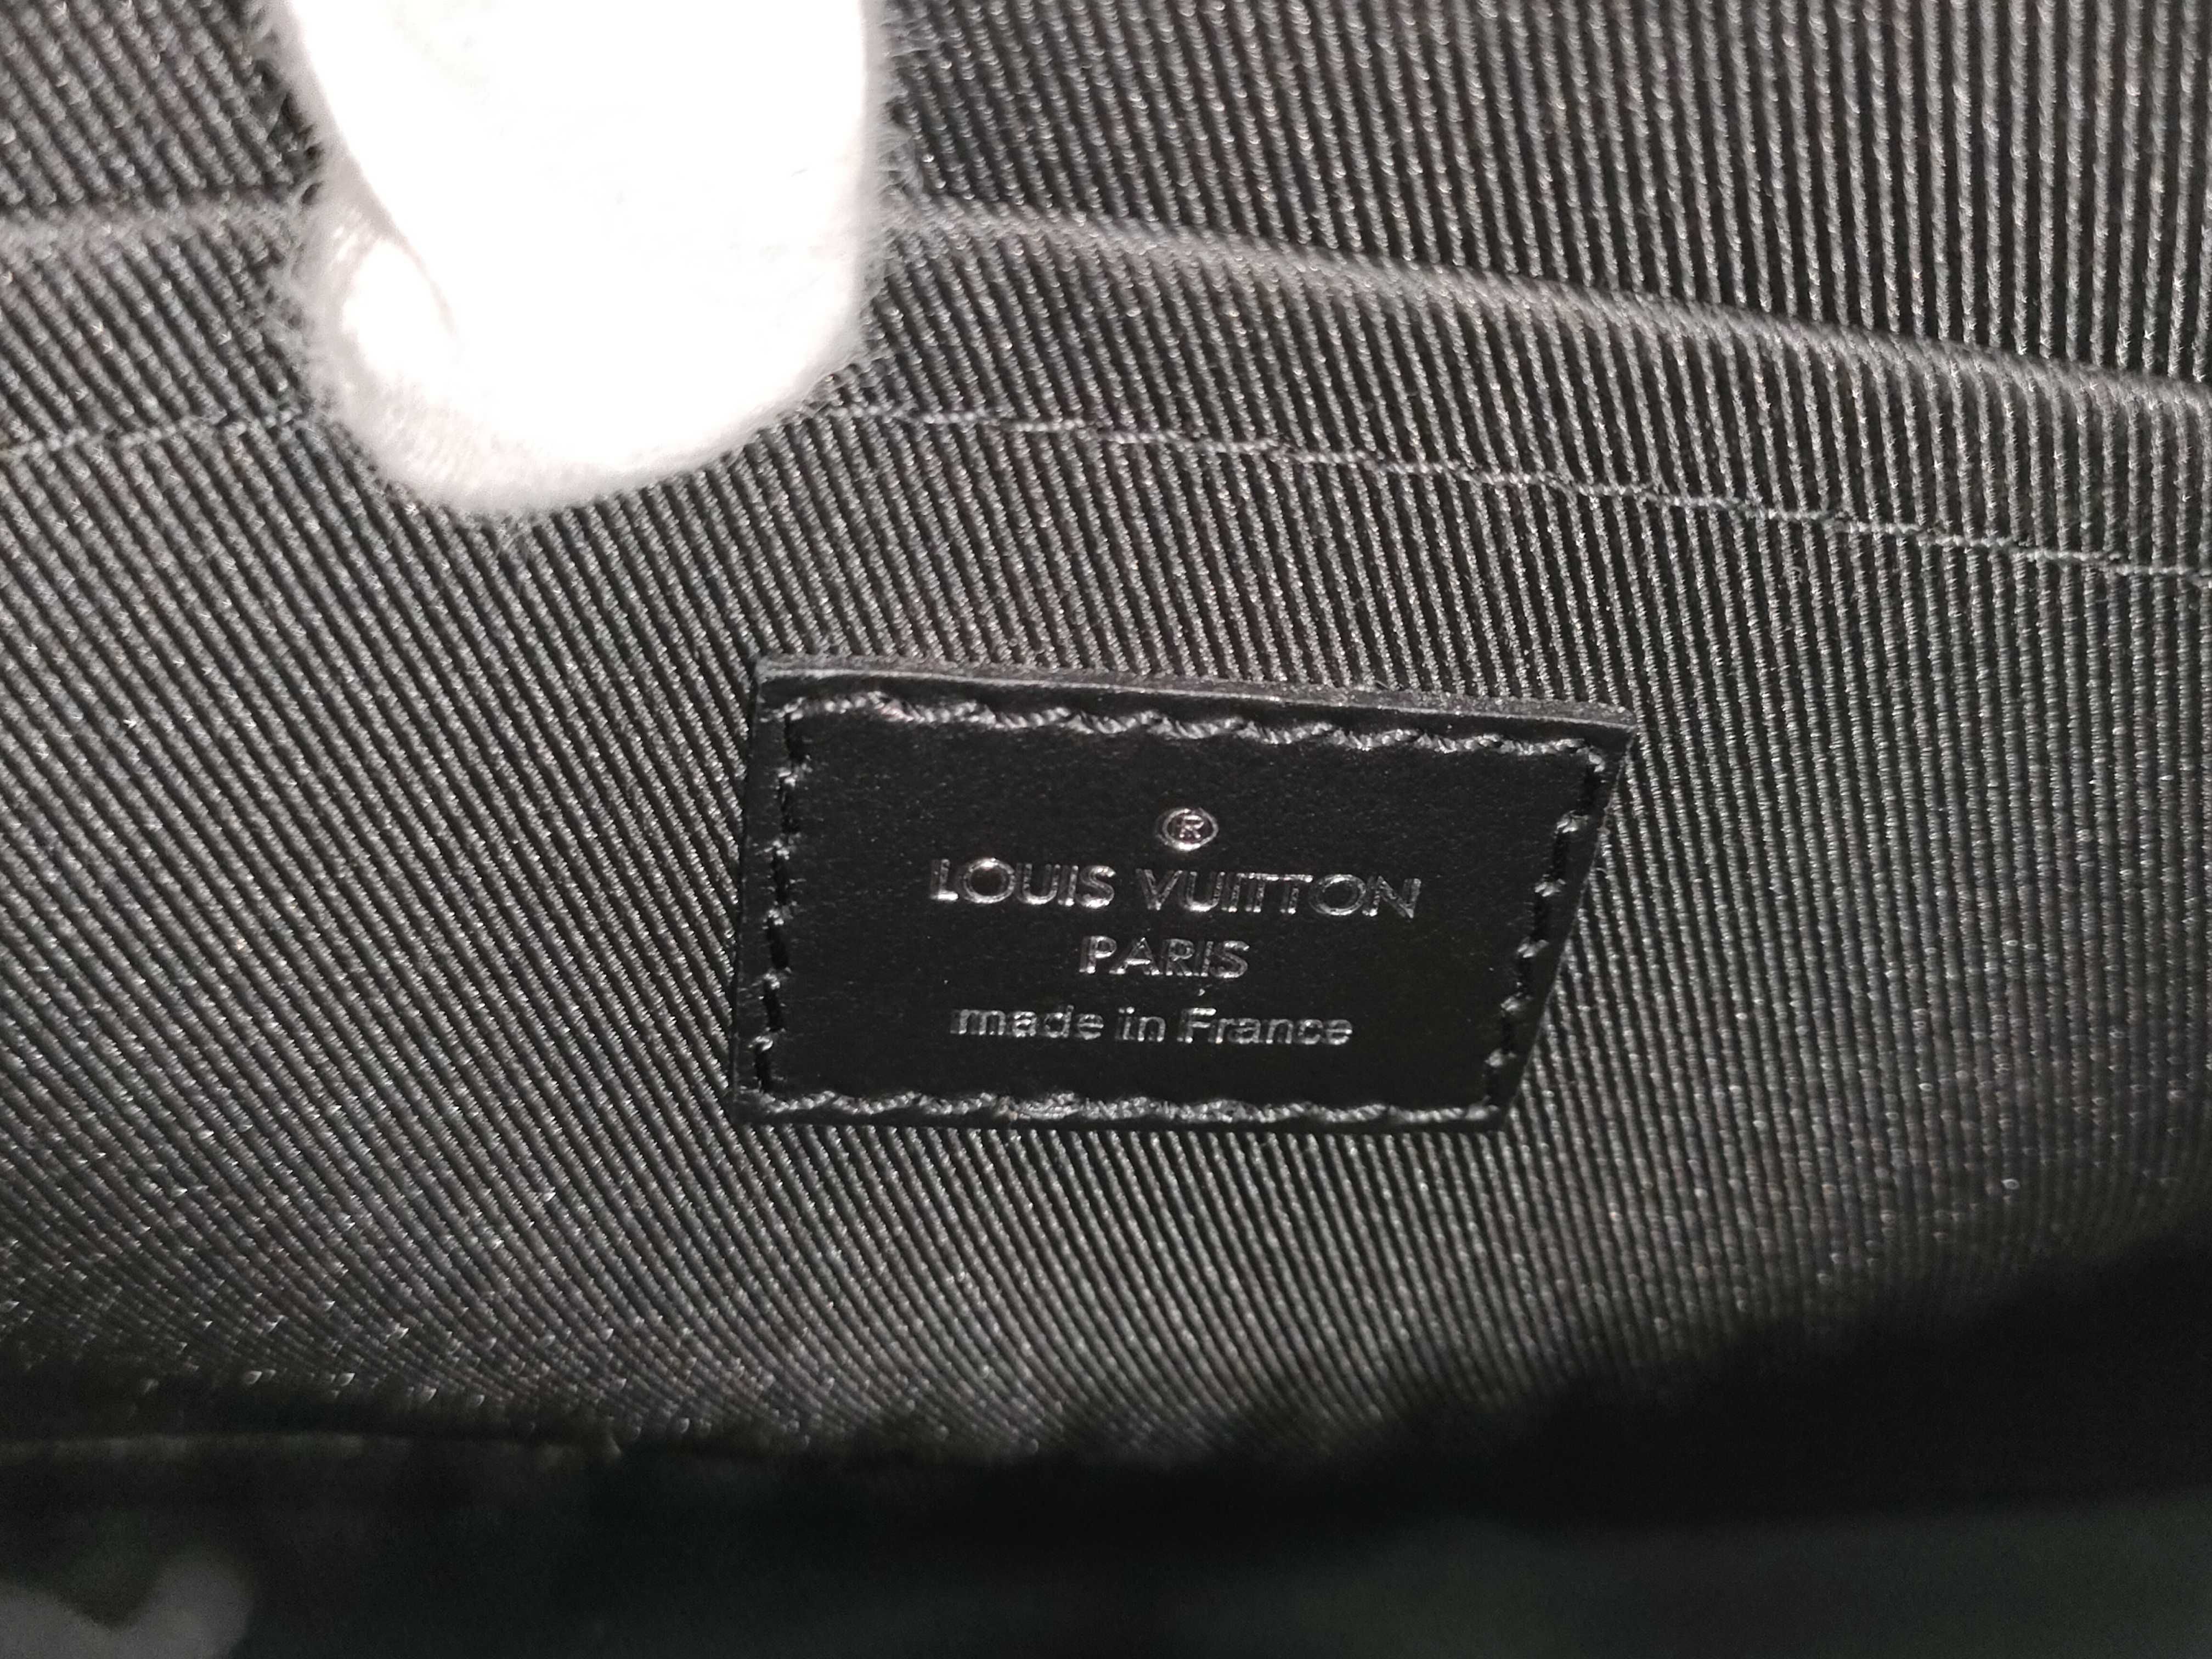 ®
LOUIS VUITTON
PARIS
made in France